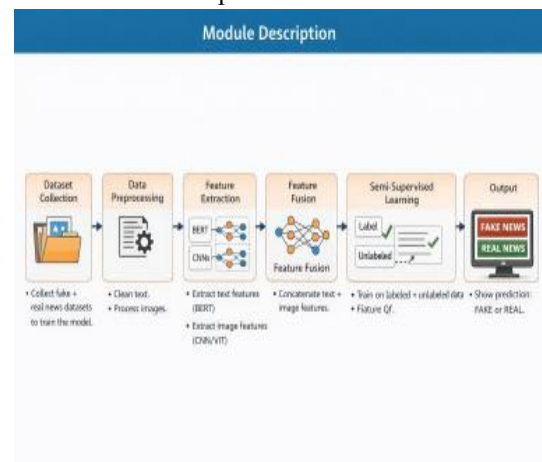 Module Description
Dataset
Collection
• Collect fake +
real news datasets
to train the model.
Data
Preprocessing
• Clean text.
• Process images.
Feature
Extraction
BERT
CNNs
• Extract text features
(BERT)
• Extract image features
(CNN/VIT)
Feature
Fusion
Feature Fusion
• Concatenate text +
image features.
Semi-Supervised
Learning
Label
Unlabeled
• Train on labeled + unlabeled data
• Fiature Qf.
Output
FAKE NEWS
REAL NEWS
• Show prediction:
FAKE or REAL.